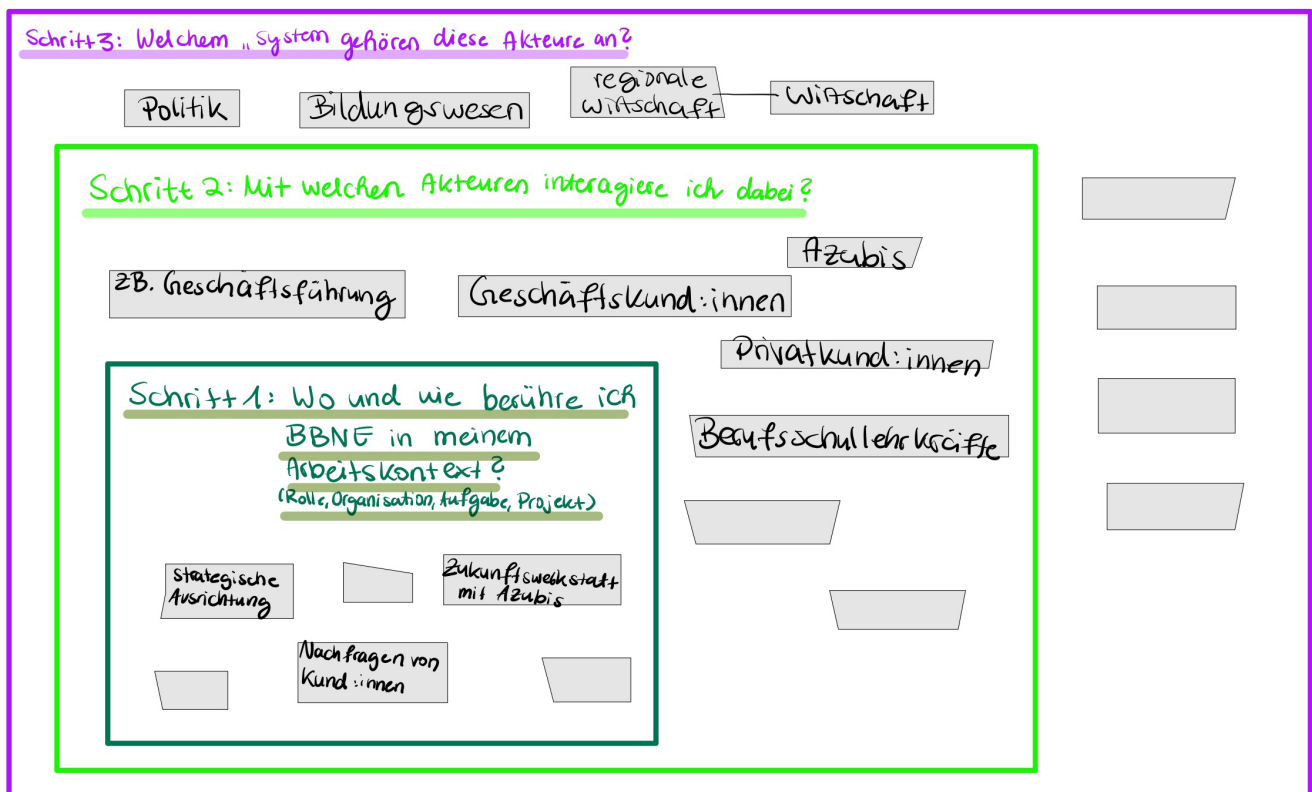 Schritt 3: Welchem „System gehören diese Akteure an?
Politik
Bildungswesen
regionale
Wirtschaft
Wirtschaft
Schritt 2: Mit welchen Akteuren interagiere ich dabei?
Azubis
zB. Geschäftsführung
Geschäftskund:innen
Privatkund:innen
Schritt 1: Wo und wie berühre ich
BBNE in meinem
Arbeitskontext?
(Rolle, Organisation, Aufgabe, Projekt)
Berufsschullehrkräfte
strategische
Ausrichtung
Zukunftswerkstatt
mit Azubis
Nachfragen von
Kund:innen